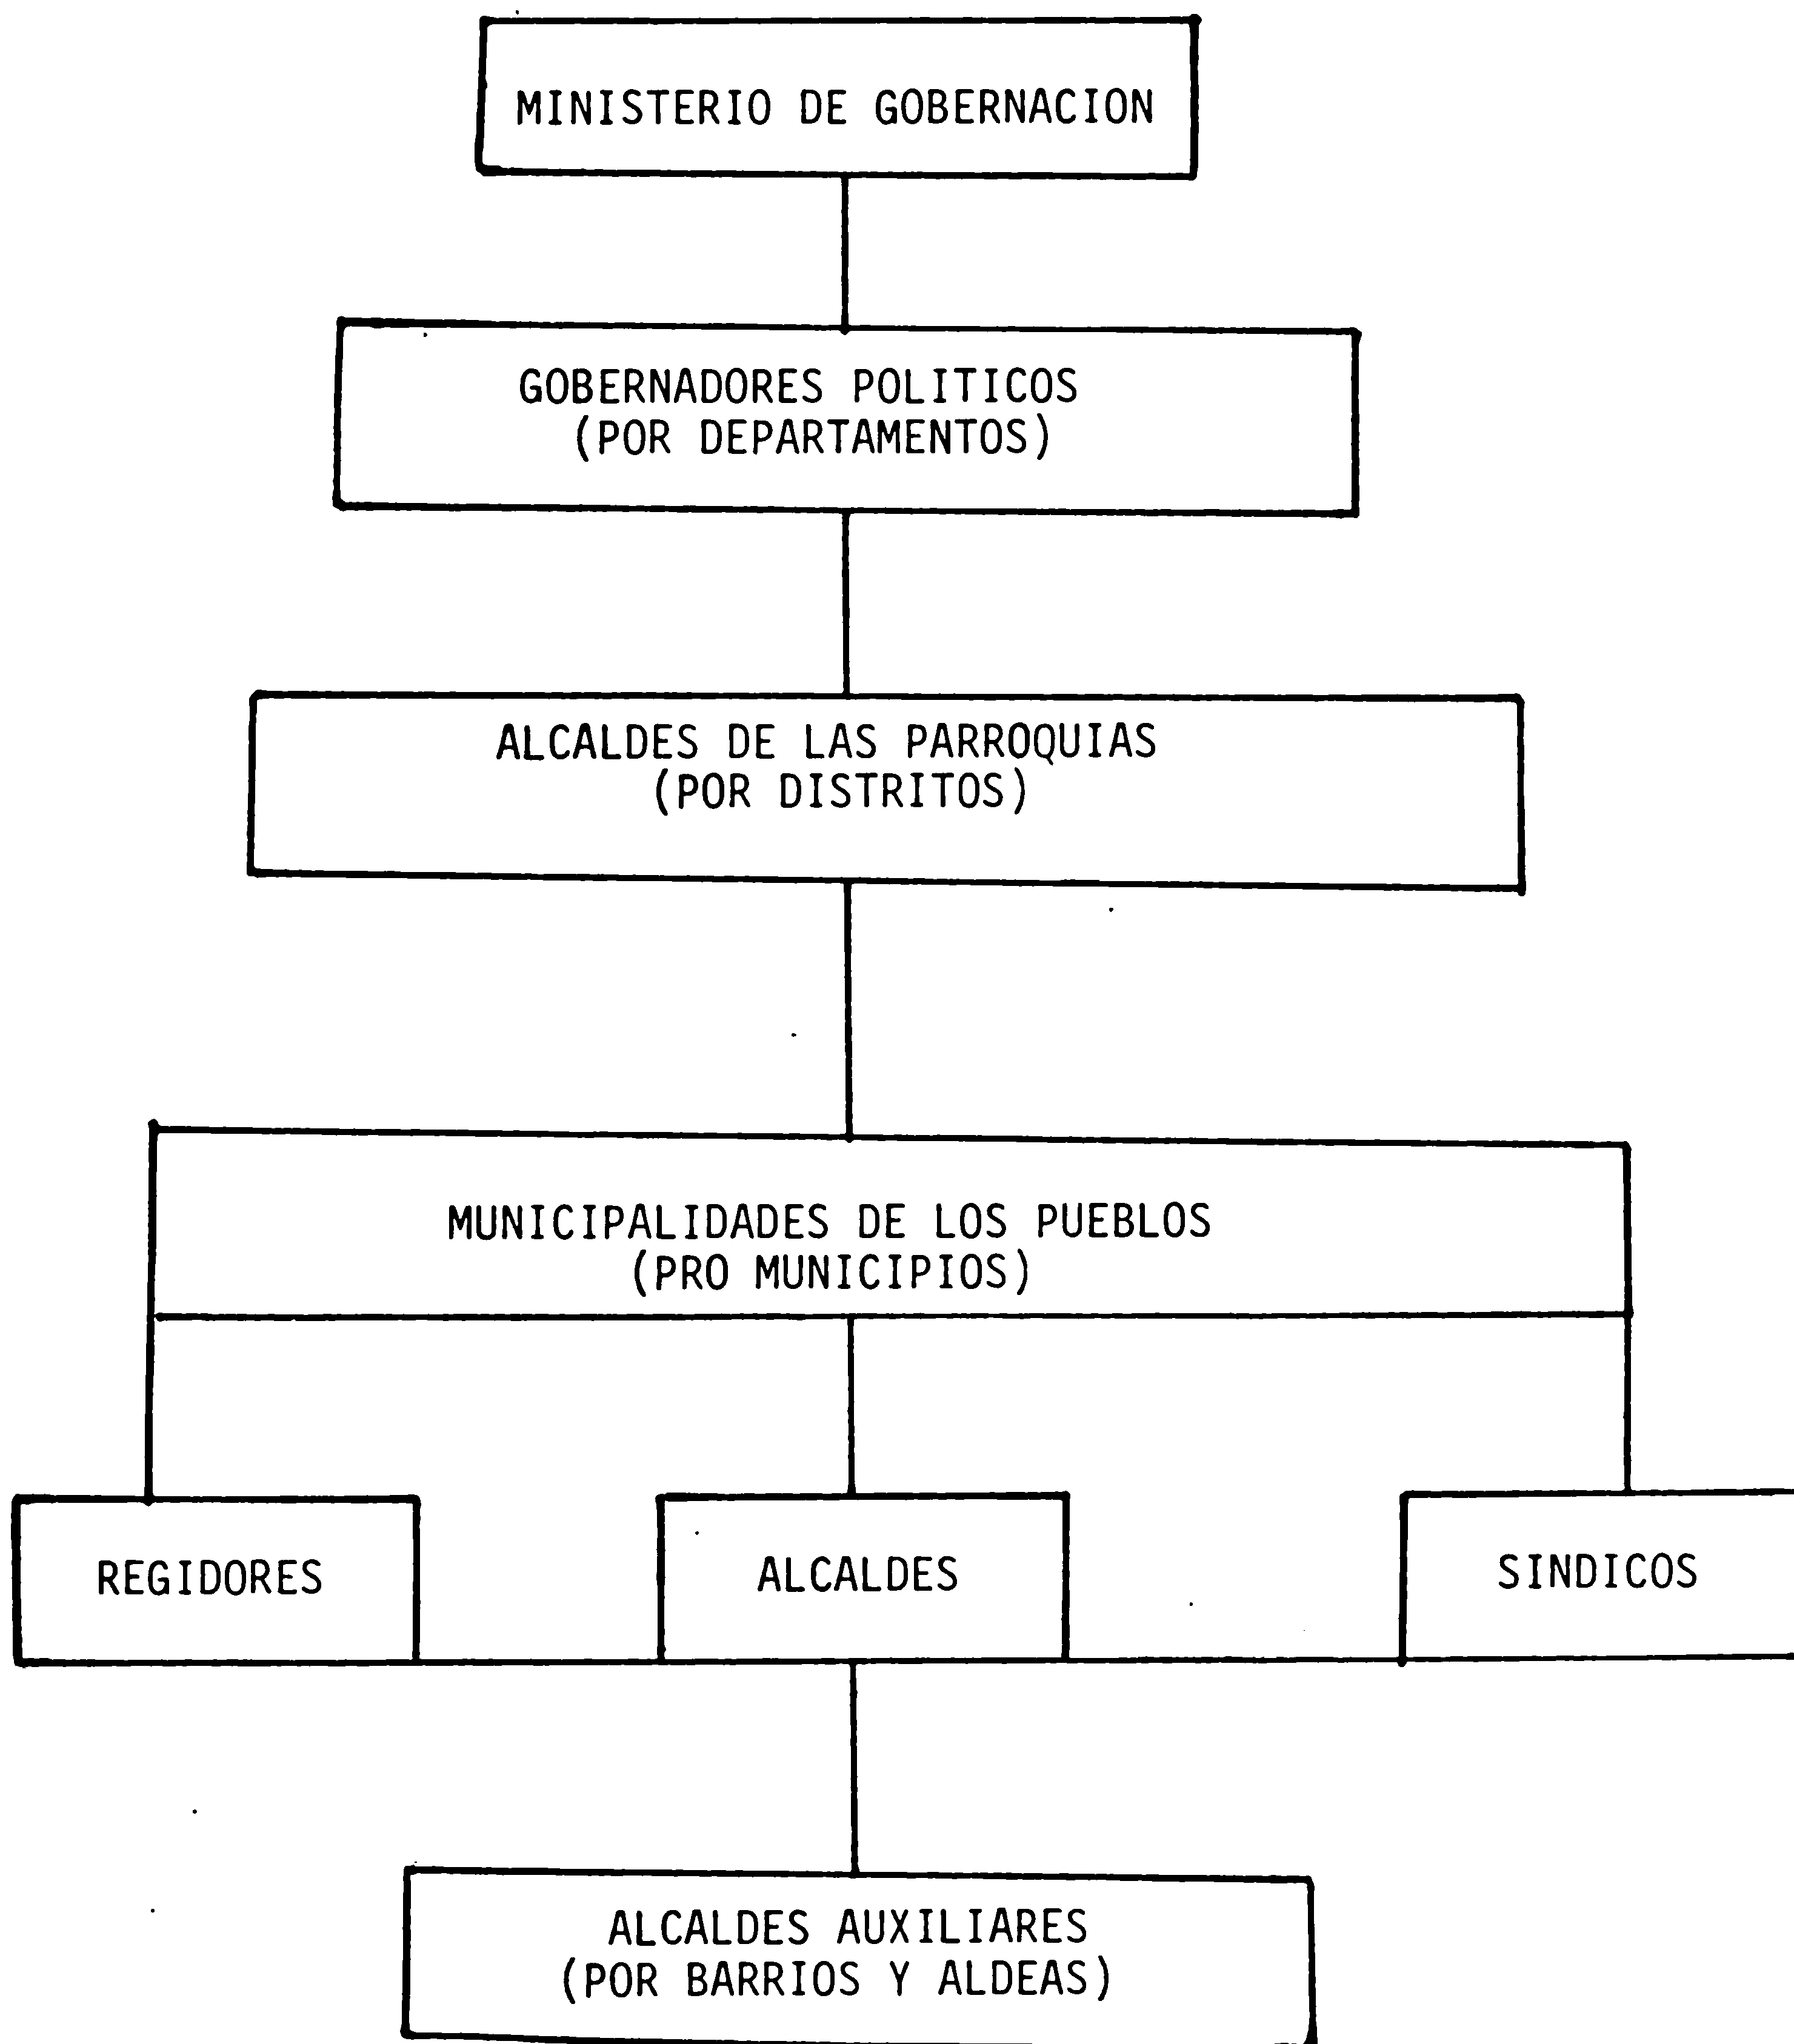 MINISTERIO DE GOBERNACION
GOBERNADORES POLITICOS
(POR DEPARTAMENTOS)
ALCALDES DE LAS PARROQUIAS
(POR DISTRITOS)
MUNICIPALIDADES DE LOS PUEBLOS
(PRO MUNICIPIOS)
REGIDORES
ALCALDES
SINDICOS
ALCALDES AUXILIARES
(POR BARRIOS Y ALDEAS)